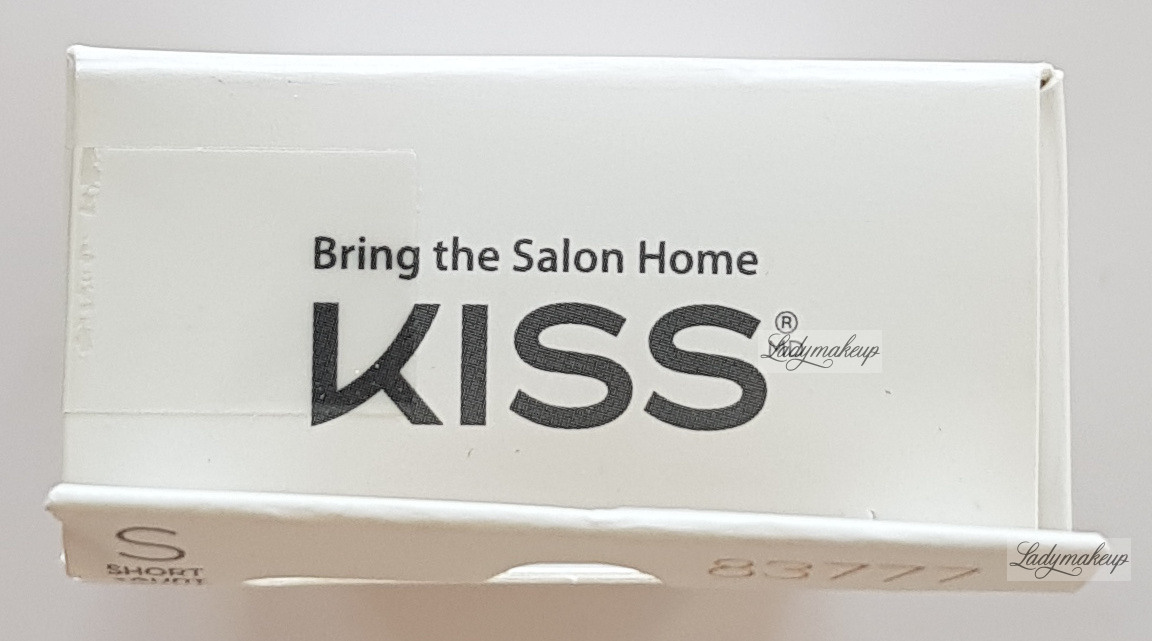 Bring the Salon Home
KISS®
Ladymakeup
S
SHORT
83777
Ladymakeup